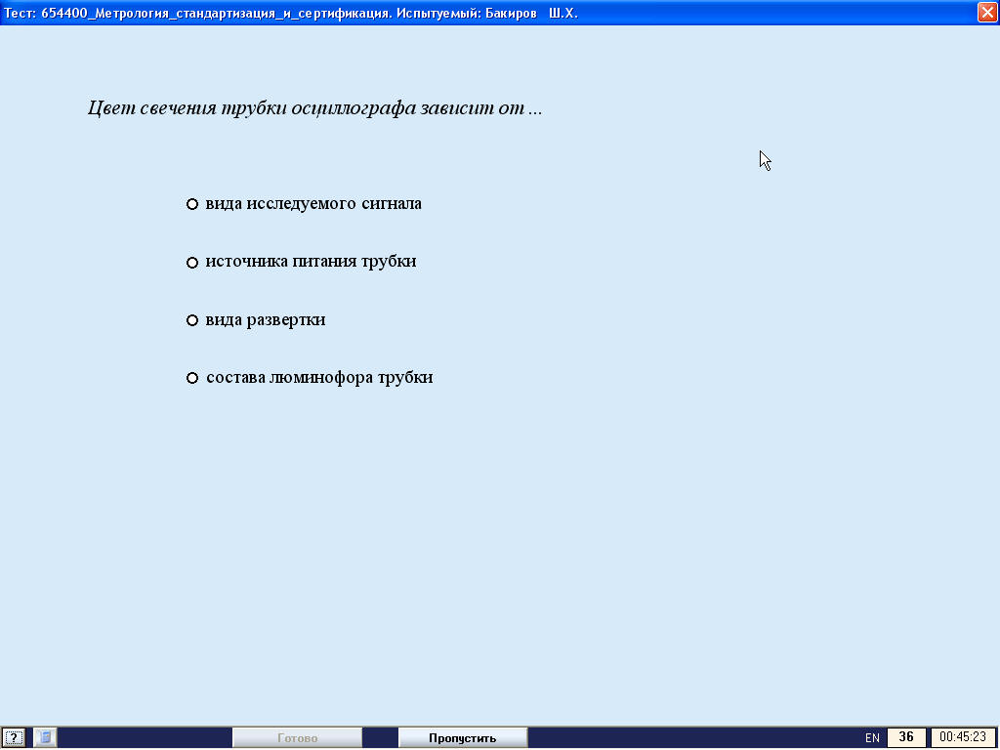 Тест: 654400_Метрология_стандартизация_и_сертификация. Испытуемый: Бакиров Ш.Х.
Цвет свечения трубки осциллографа зависит от ...
вида исследуемого сигнала
источника питания трубки
вида развертки
состава люминофора трубки
? Готово Пропустить EN 36 00:45:23